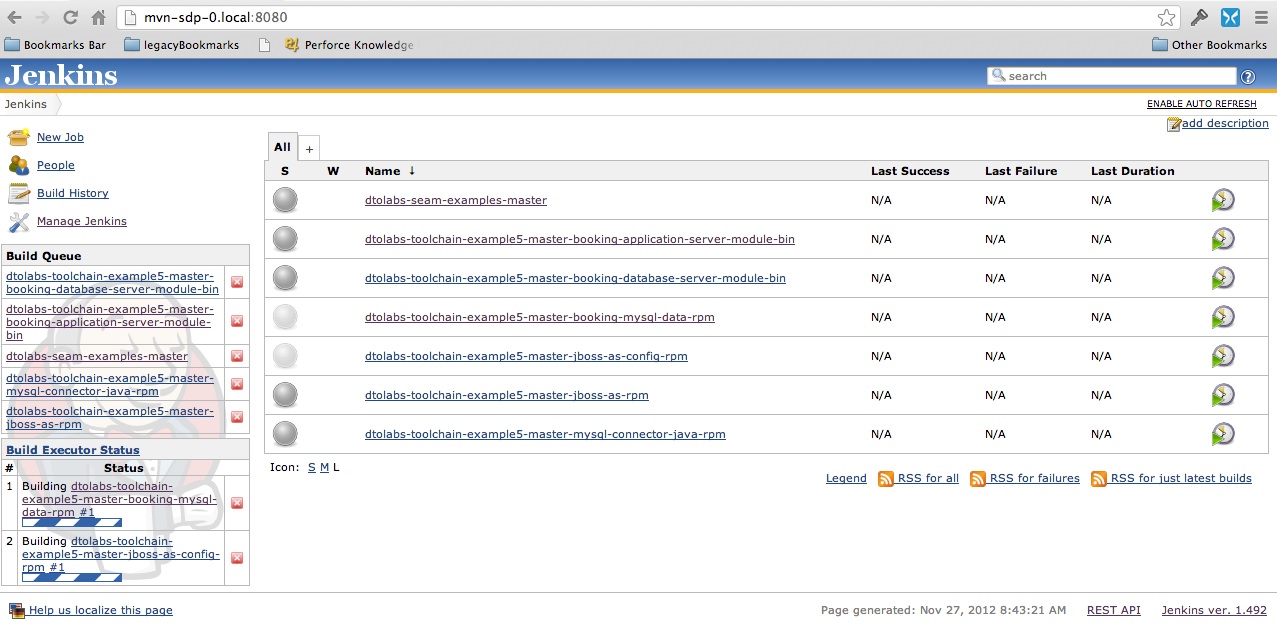 mvn-sdp-0.local:8080
Bookmarks Bar legacyBookmarks Perforce Knowledge Other Bookmarks
Jenkins search ?
Jenkins ENABLE AUTO REFRESH
add description
New Job
People
Build History
Manage Jenkins
Build Queue
dtolabs-toolchain-example5-master-
booking-database-server-module-bin
dtolabs-toolchain-example5-master-
booking-application-server-module-
bin
dtolabs-seam-examples-master
dtolabs-toolchain-example5-master-
mysql-connector-java-rpm
dtolabs-toolchain-example5-master-
jboss-as-rpm
Build Executor Status
# Status
1 Building dtolabs-toolchain-
example5-master-booking-mysql-
data-rpm #1
2 Building dtolabs-toolchain-
example5-master-jboss-as-config-
rpm #1
All +
S W Name ↓ Last Success Last Failure Last Duration
dtolabs-seam-examples-master N/A N/A N/A
dtolabs-toolchain-example5-master-booking-application-server-module-bin N/A N/A N/A
dtolabs-toolchain-example5-master-booking-database-server-module-bin N/A N/A N/A
dtolabs-toolchain-example5-master-booking-mysql-data-rpm N/A N/A N/A
dtolabs-toolchain-example5-master-jboss-as-config-rpm N/A N/A N/A
dtolabs-toolchain-example5-master-jboss-as-rpm N/A N/A N/A
dtolabs-toolchain-example5-master-mysql-connector-java-rpm N/A N/A N/A
Icon: S M L
Legend RSS for all RSS for failures RSS for just latest builds
Help us localize this page Page generated: Nov 27, 2012 8:43:21 AM REST API Jenkins ver. 1.492